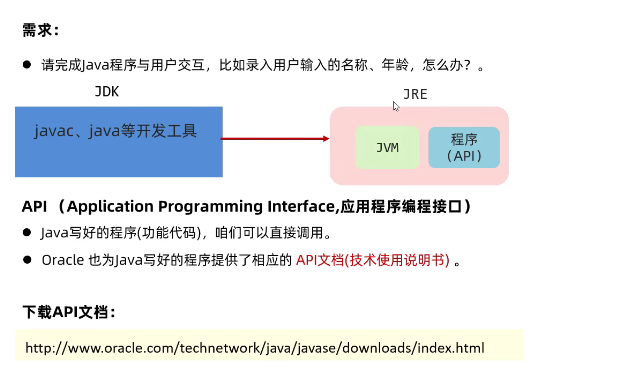 需求：
● 请完成Java程序与用户交互，比如录入用户输入的名称、年龄，怎么办？。
JDK
JRE
javac、java等开发工具
JVM
程序
（API）
API （Application Programming Interface,应用程序编程接口）
● Java写好的程序(功能代码)，咱们可以直接调用。
● Oracle 也为Java写好的程序提供了相应的 API文档(技术使用说明书) 。
下载API文档：
http://www.oracle.com/technetwork/java/javase/downloads/index.html